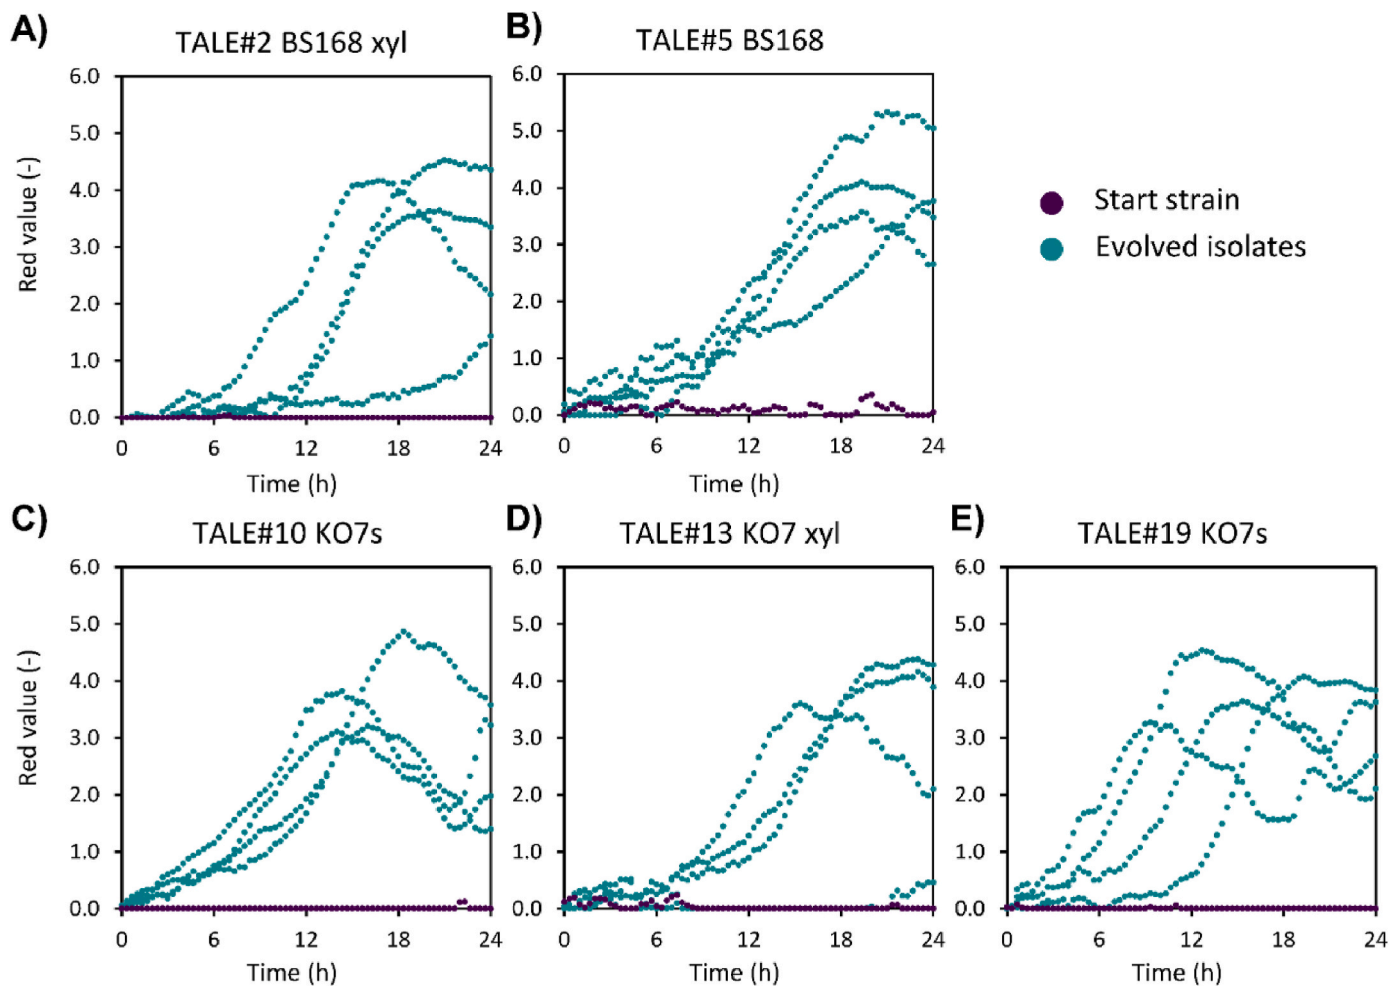 A)
TALE#2 BS168 xyl
6.0
5.0
4.0
3.0
2.0
1.0
0.0
Red value (-)
0 6 12 18 24
Time (h)
B)
TALE#5 BS168
6.0
5.0
4.0
3.0
2.0
1.0
0.0
0 6 12 18 24
Time (h)
Start strain
Evolved isolates
C)
TALE#10 KO7s
6.0
5.0
4.0
3.0
2.0
1.0
0.0
Red value (-)
0 6 12 18 24
Time (h)
D)
TALE#13 KO7 xyl
6.0
5.0
4.0
3.0
2.0
1.0
0.0
0 6 12 18 24
Time (h)
E)
TALE#19 KO7s
6.0
5.0
4.0
3.0
2.0
1.0
0.0
0 6 12 18 24
Time (h)